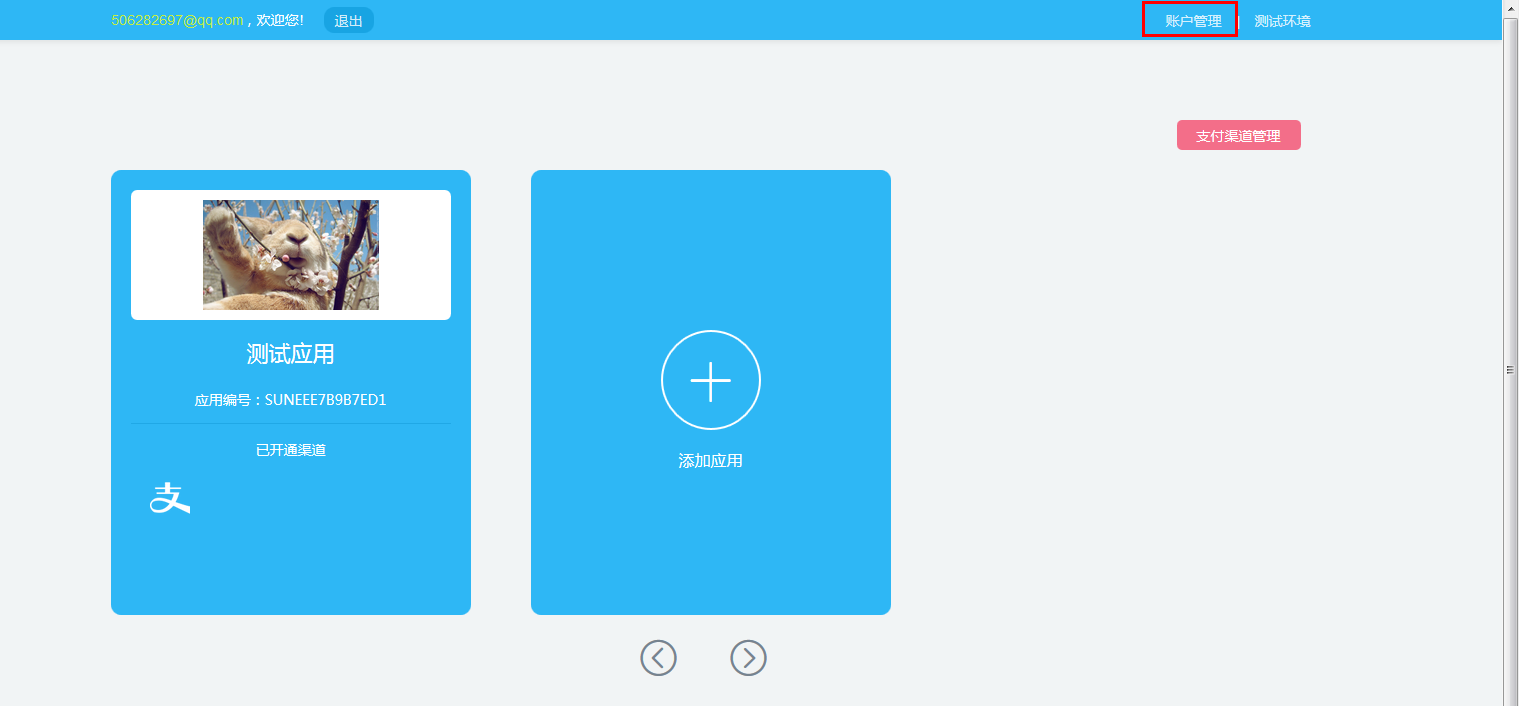 506282697@qq.com，欢迎您! 退出 账户管理 | 测试环境
支付渠道管理
测试应用
应用编号：SUNEEE7B9B7ED1
已开通渠道
支
添加应用